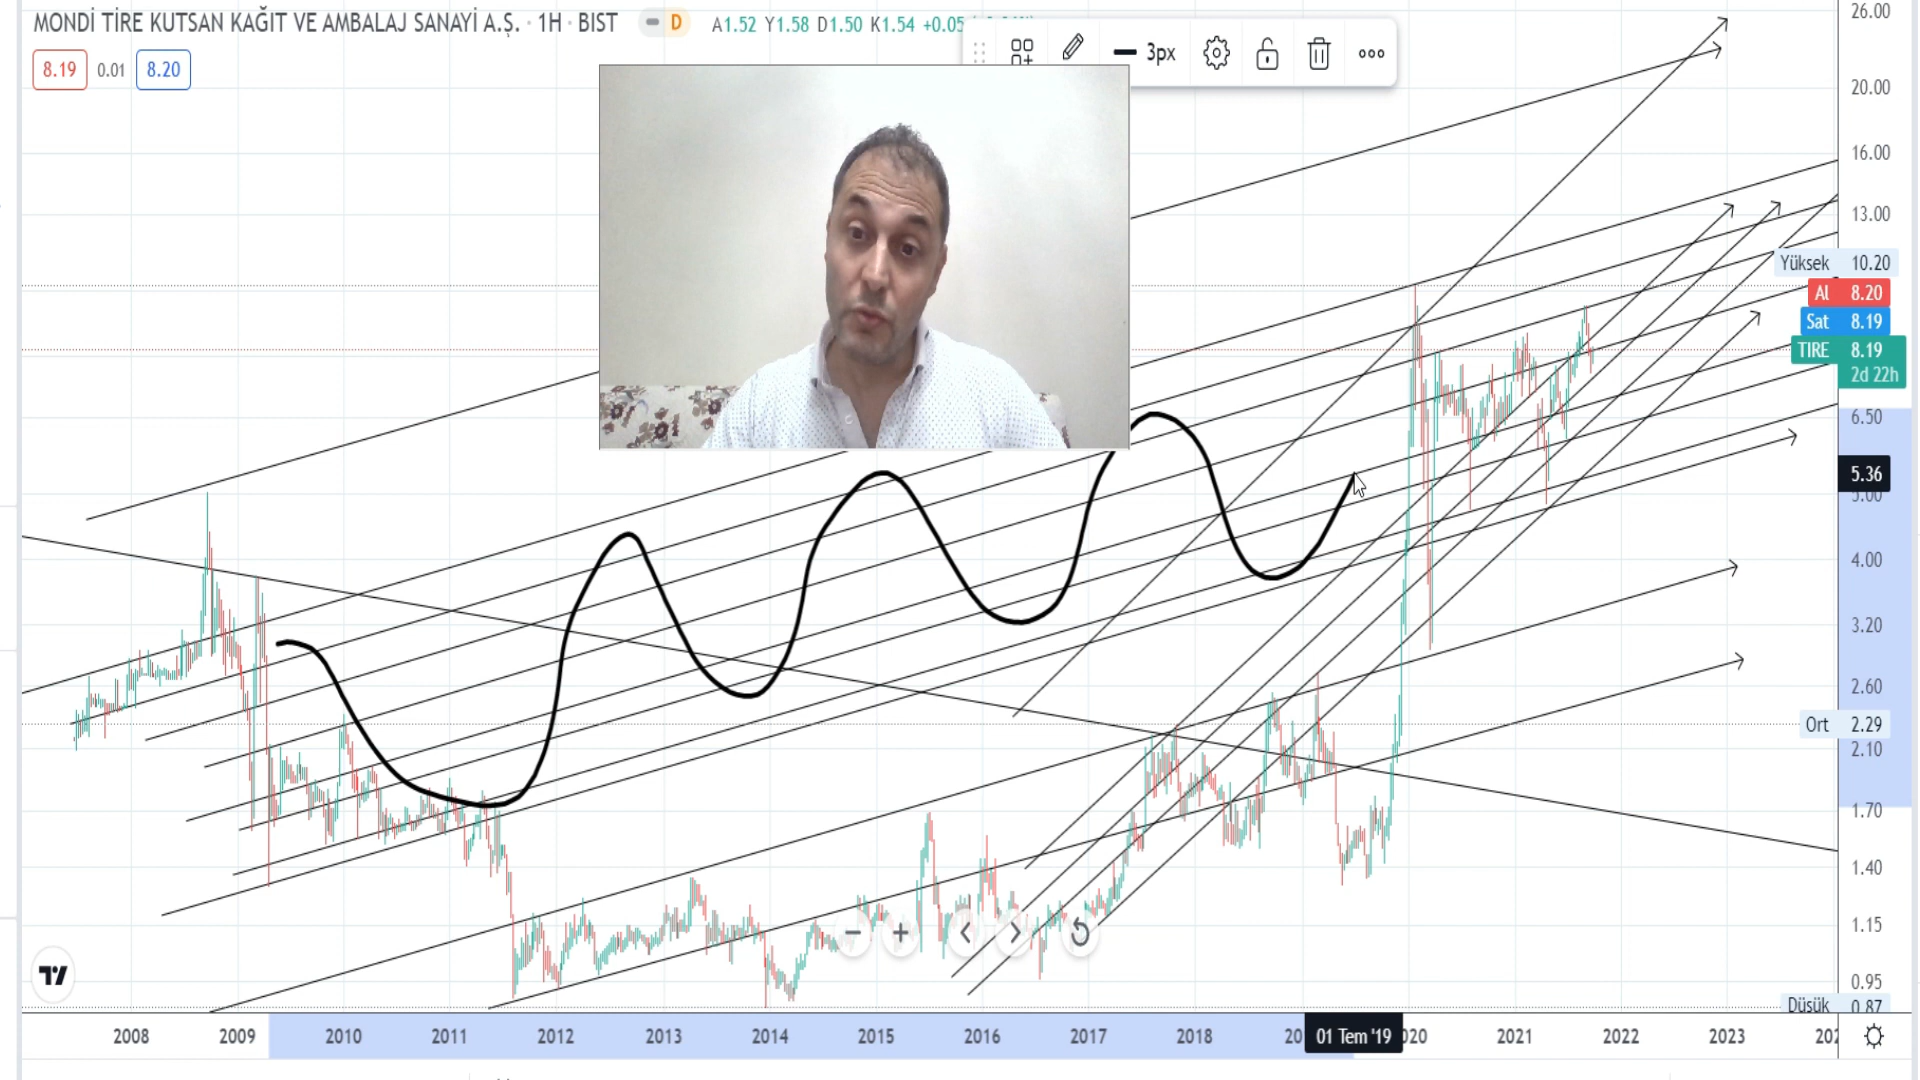 MONDİ TİRE KUTSAN KAĞIT VE AMBALAJ SANAYİ A.Ş. · 1H · BIST
D
A1.52 Y1.58 D1.50 K1.54 +0.05
3px
8.19 0.01 8.20
26.00
20.00
16.00
13.00
Yüksek 10.20
Al 8.20
Sat 8.19
TIRE 8.19
2d 22h
6.50
5.36
5.00
4.00
3.20
2.60
Ort 2.29
2.10
1.70
1.40
1.15
0.95
Düşük 0.87
2008 2009 2010 2011 2012 2013 2014 2015 2016 2017 2018 01 Tem '19 2021 2022 2023